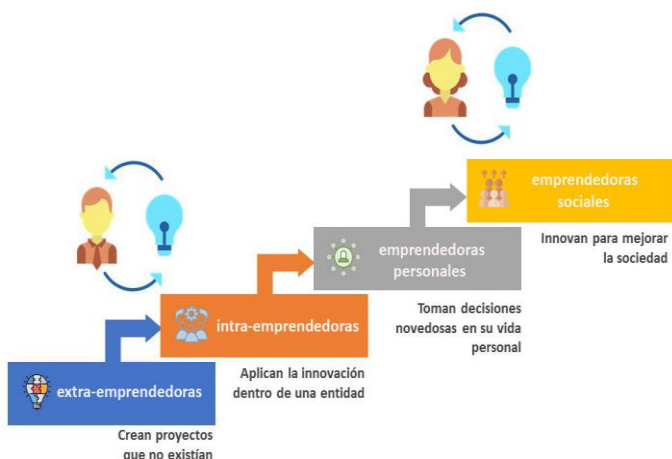 emprendedoras
sociales
Innovan para mejorar
la sociedad
emprendedoras
personales
Toman decisiones
novedosas en su vida
personal
intra-emprendedoras
Aplican la innovación
dentro de una entidad
extra-emprendedoras
Crean proyectos
que no existían